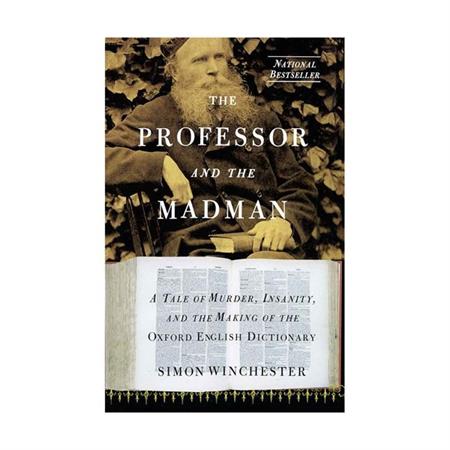 NATIONAL
BESTSELLER
THE
PROFESSOR
AND THE
MADMAN
A TALE OF MURDER, INSANITY,
AND THE MAKING OF THE
OXFORD ENGLISH DICTIONARY
SIMON WINCHESTER